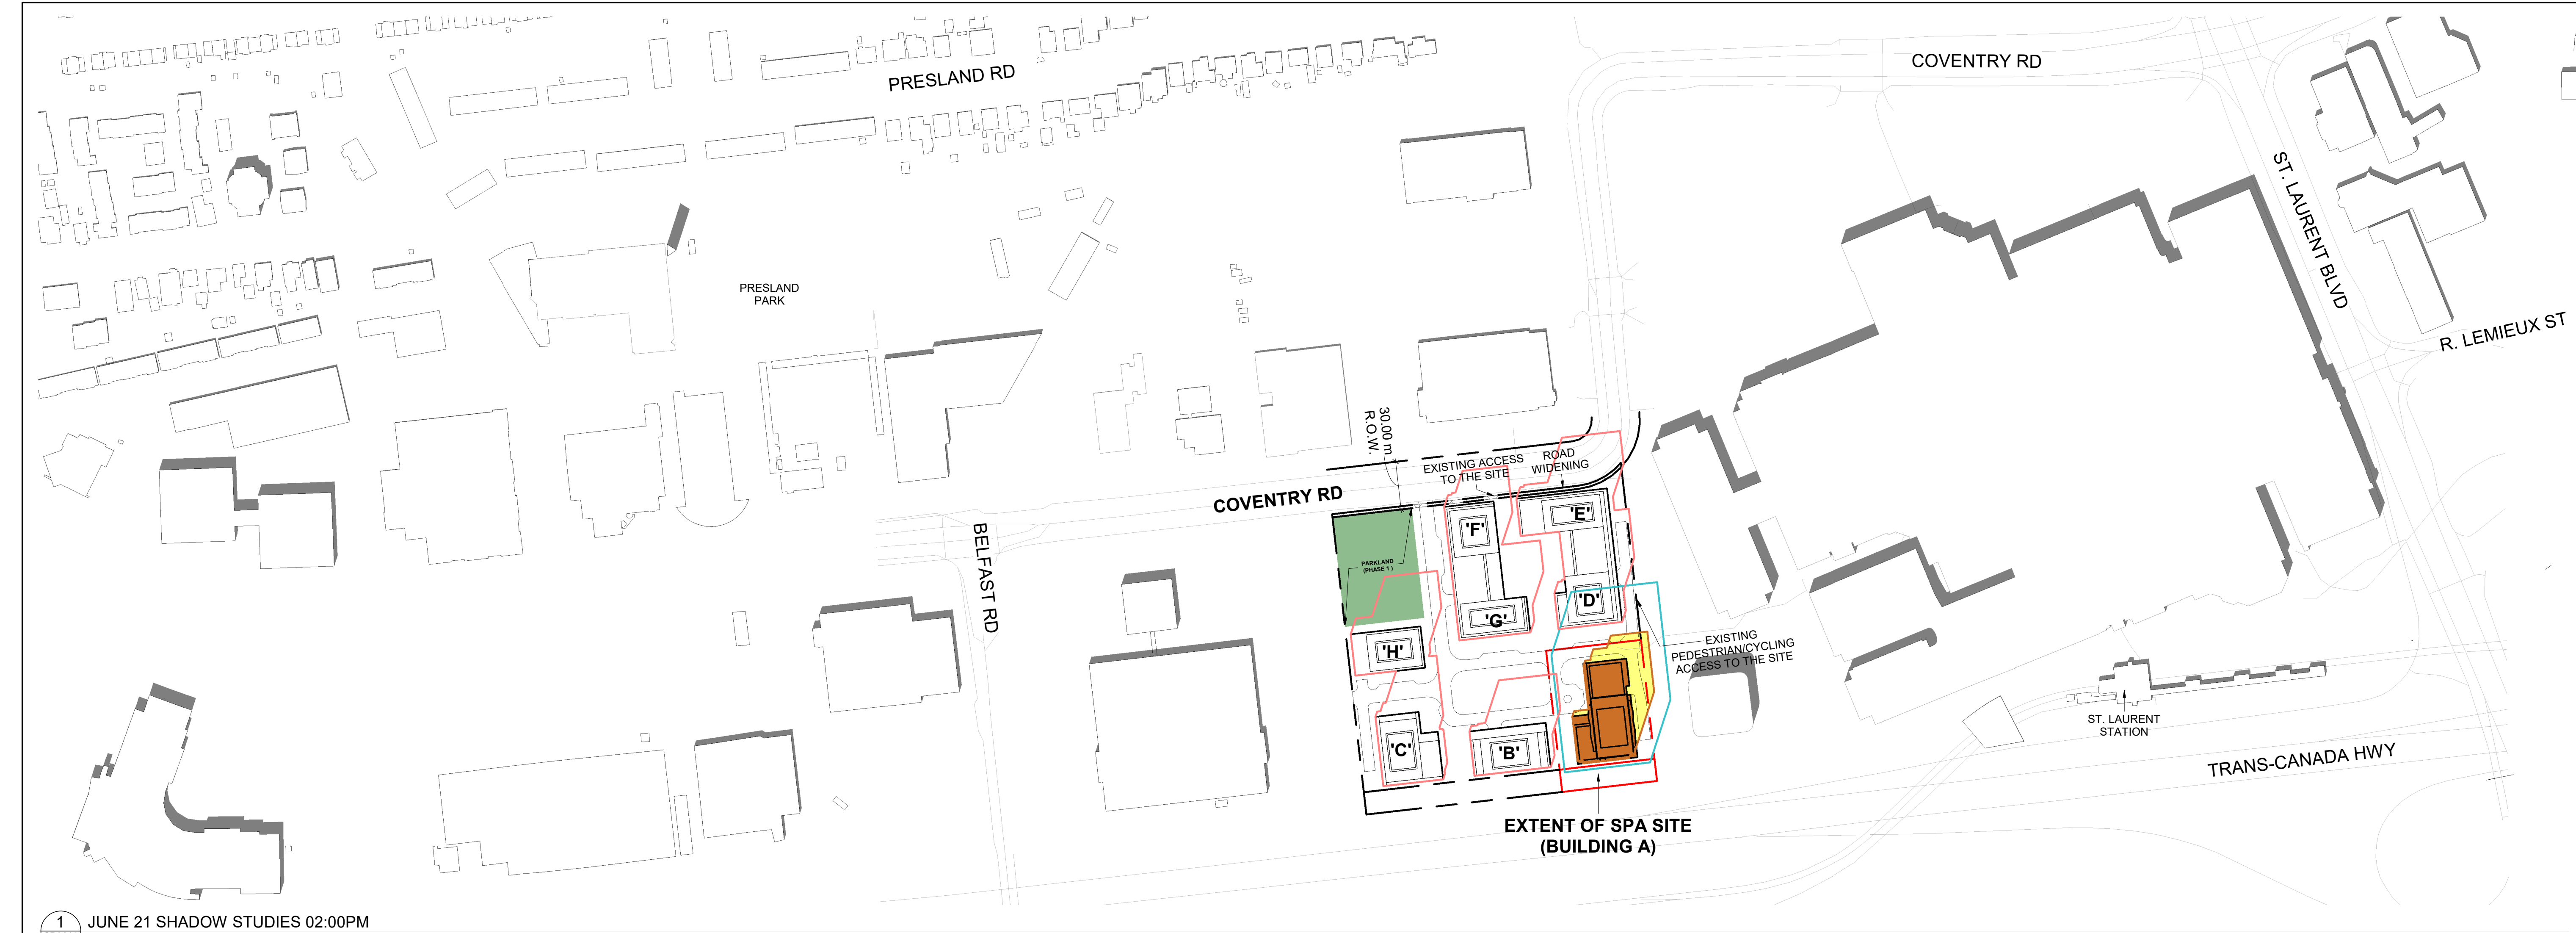 COVENTRY RD
PRESLAND RD
ST. LAURENT BLVD
PRESLAND
PARK
R. LEMIEUX ST
30.00 m
R.O.W.
EXISTING ACCESS
TO THE SITE
ROAD
WIDENING
COVENTRY RD
'F'
'E'
BELFAST RD
PARKLAND
(PHASE 1 )
'D'
'G'
EXISTING
PEDESTRIAN/CYCLING
ACCESS TO THE SITE
'H'
ST. LAURENT
STATION
'C'
'B'
TRANS-CANADA HWY
EXTENT OF SPA SITE
(BUILDING A)
1
JUNE 21 SHADOW STUDIES 02:00PM